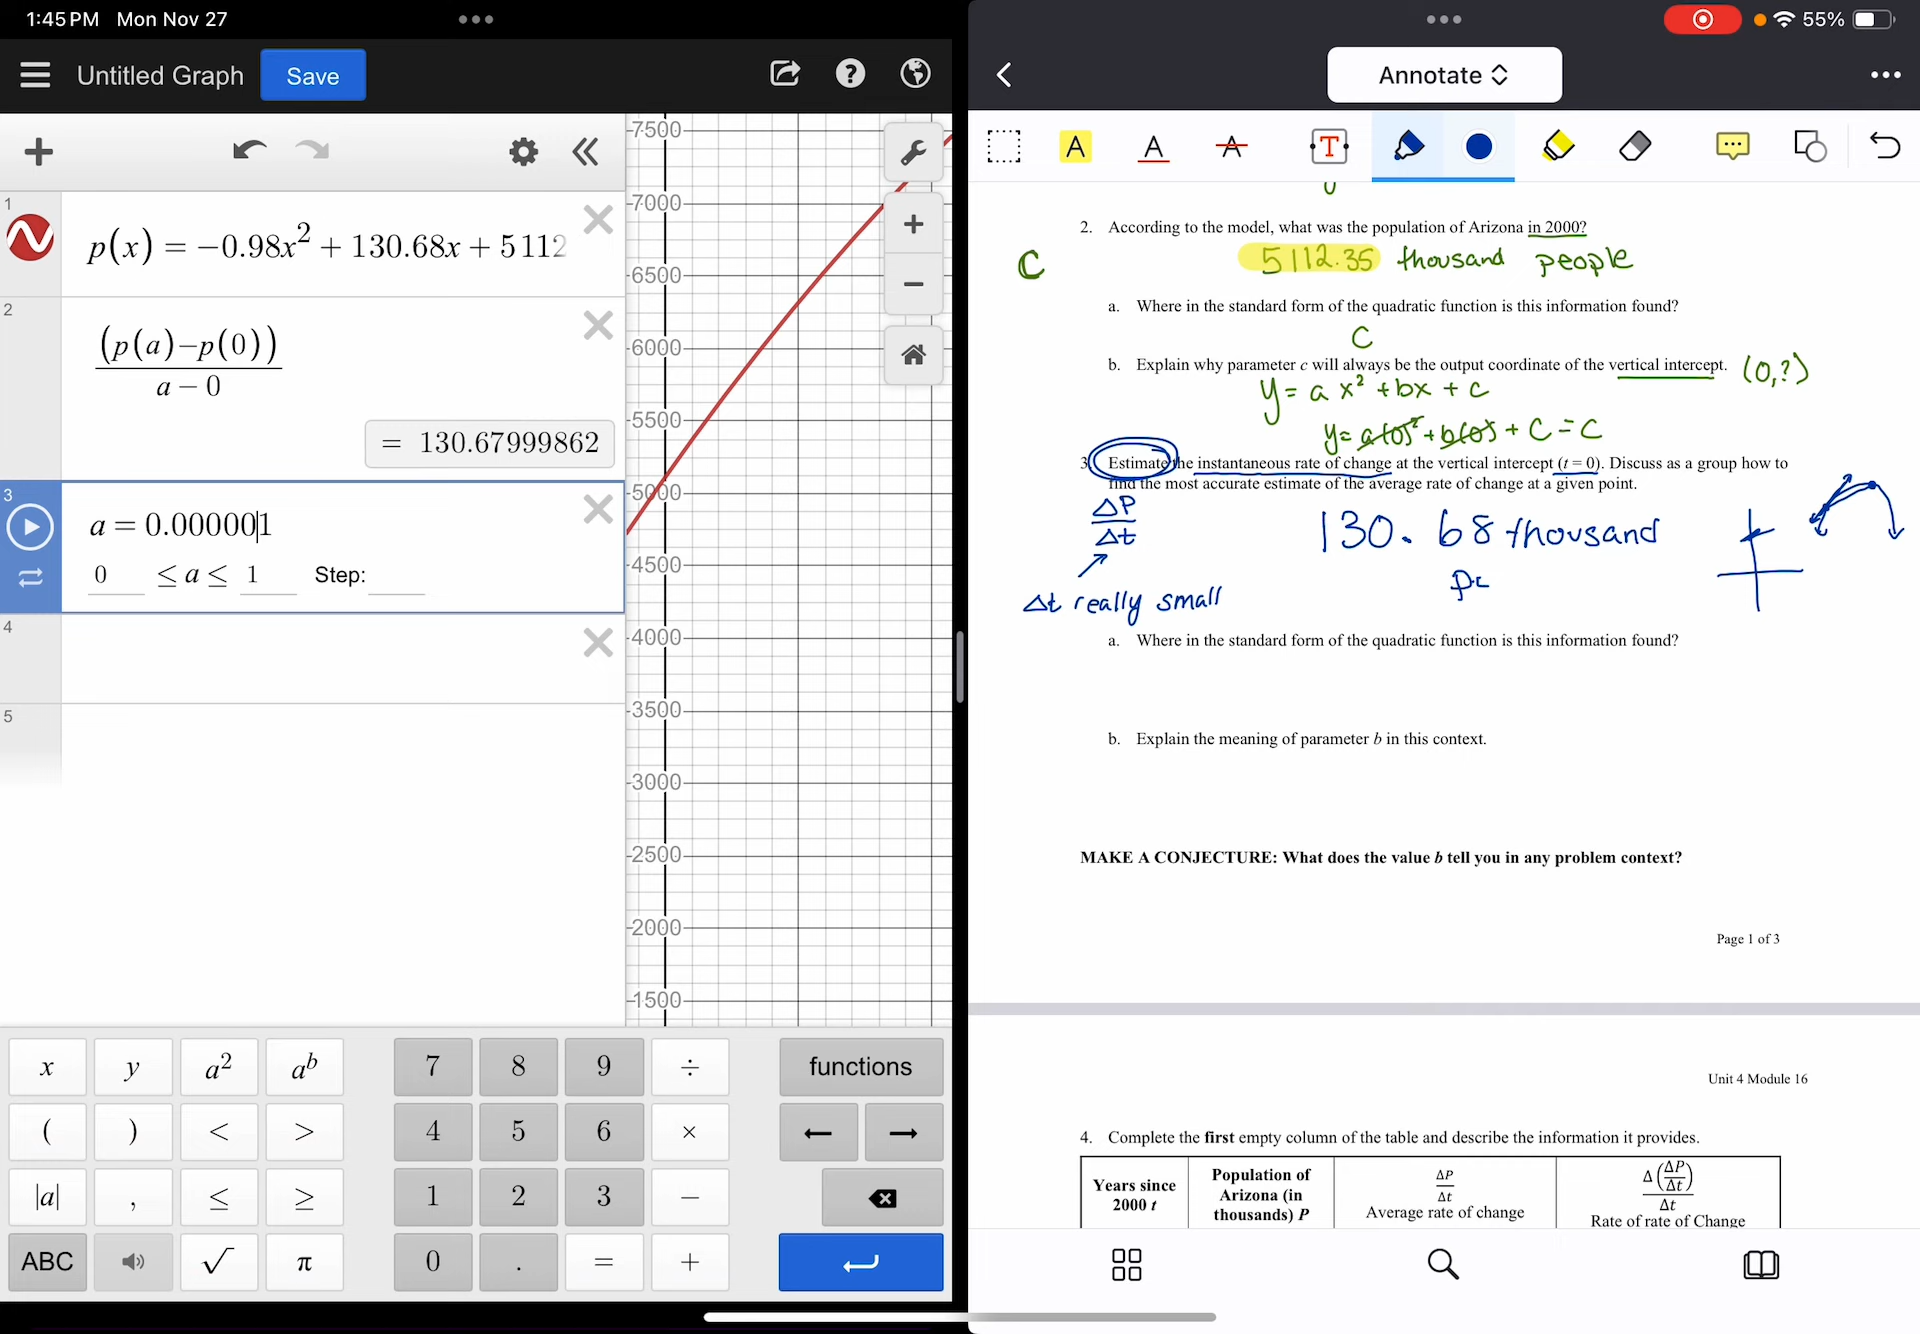 1:45 PM Mon Nov 27
Untitled Graph
Save
1
p(x) = −0.98x² + 130.68x + 5112
2
(p(a)−p(0))
a − 0
= 130.67999862
3
a = 0.000001
0 ≤ a ≤ 1 Step:
4
5
7500
7000
6500
6000
5500
5000
4500
4000
3500
3000
2500
2000
1500
x y a² aᵇ 7 8 9 ÷ functions
( ) < > 4 5 6 × ← →
|a| , ≤ ≥ 1 2 3 −
ABC √ π 0 . = +
55%
Annotate
A A A T
2. According to the model, what was the population of Arizona in 2000?
C 5112.35 thousand people
a. Where in the standard form of the quadratic function is this information found?
C
b. Explain why parameter c will always be the output coordinate of the vertical intercept. (0,?)
y = ax² + bx + c
y = a(0)² + b(0) + C = C
3. Estimate the instantaneous rate of change at the vertical intercept (t = 0). Discuss as a group how to
find the most accurate estimate of the average rate of change at a given point.
ΔP
Δt
130.68 thousand
Δt really small
a. Where in the standard form of the quadratic function is this information found?
b. Explain the meaning of parameter b in this context.
MAKE A CONJECTURE: What does the value b tell you in any problem context?
Page 1 of 3
Unit 4 Module 16
4. Complete the first empty column of the table and describe the information it provides.
Years since
2000 t
Population of
Arizona (in
thousands) P
ΔP
Δt
Average rate of change
Δ(ΔP/Δt)
Δt
Rate of rate of Change